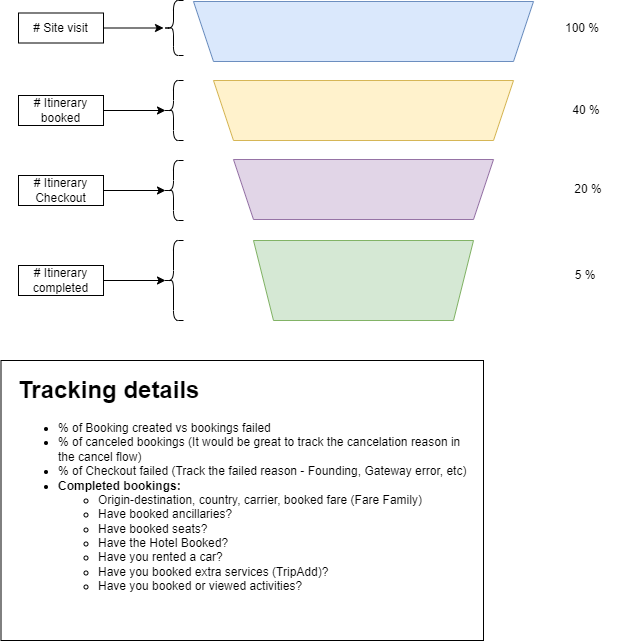 # Site visit
100 %
# Itinerary
booked
40 %
# Itinerary
Checkout
20 %
# Itinerary
completed
5 %
Tracking details
% of Booking created vs bookings failed
% of canceled bookings (It would be great to track the cancelation reason in
the cancel flow)
% of Checkout failed (Track the failed reason - Founding, Gateway error, etc)
Completed bookings:
Origin-destination, country, carrier, booked fare (Fare Family)
Have booked ancillaries?
Have booked seats?
Have the Hotel Booked?
Have you rented a car?
Have you booked extra services (TripAdd)?
Have you booked or viewed activities?